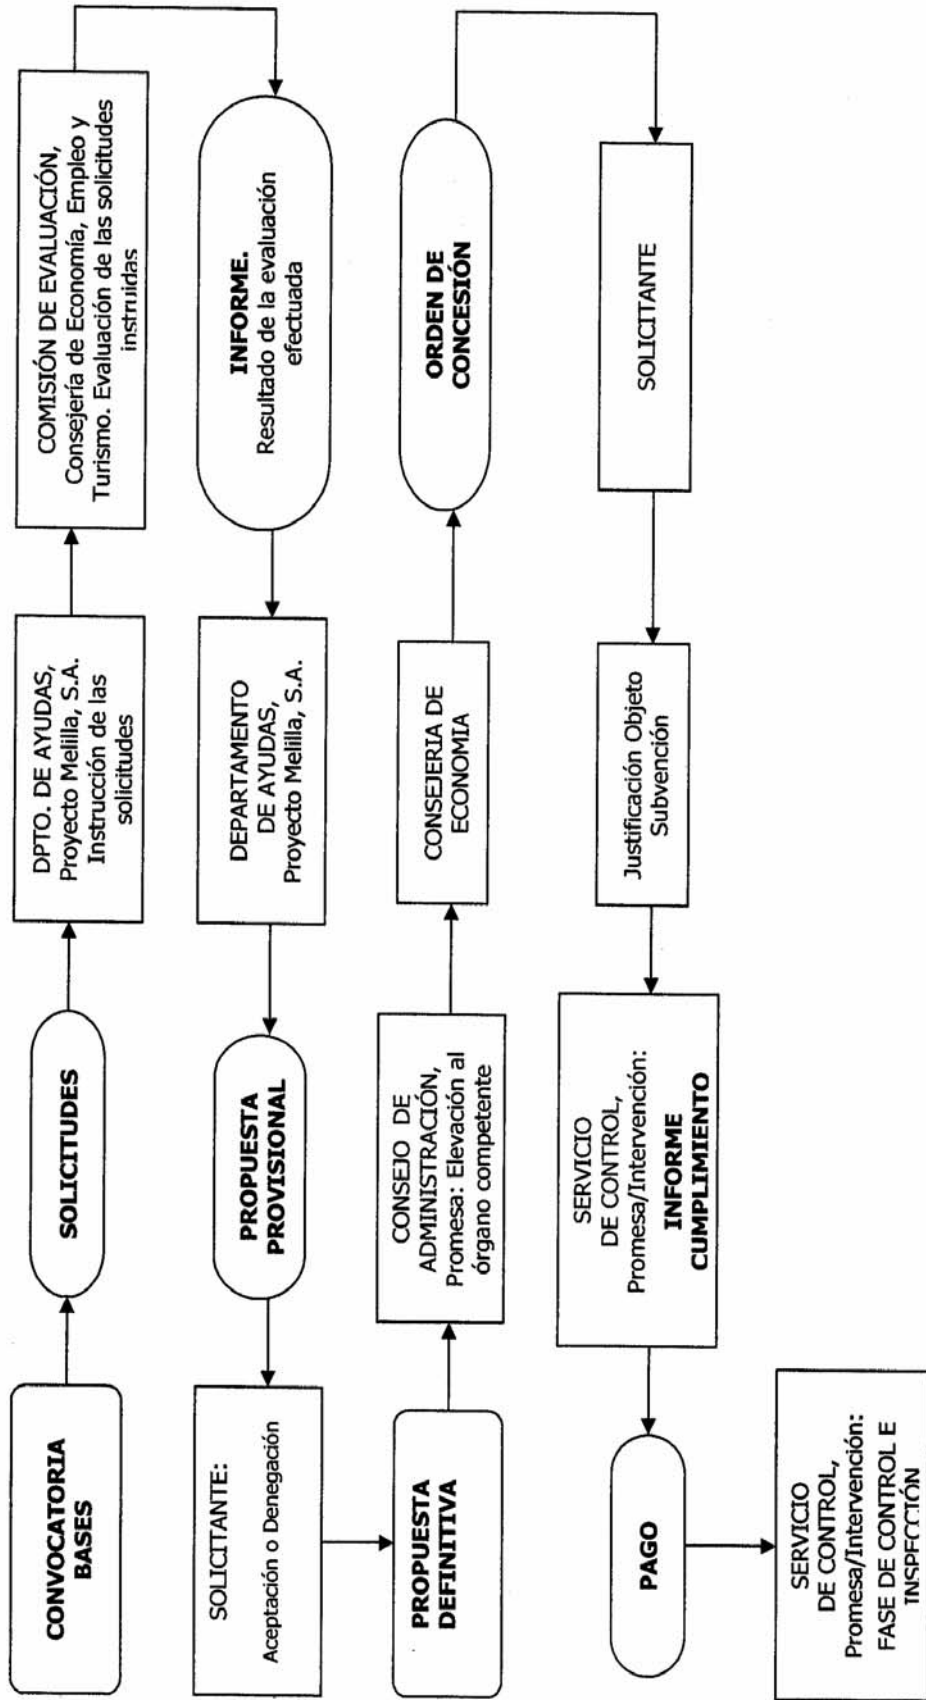 CONVOCATORIA
BASES
SOLICITUDES
DPTO. DE AYUDAS,
Proyecto Melilla, S.A.
Instrucción de las
solicitudes
COMISIÓN DE EVALUACIÓN,
Consejería de Economía, Empleo y
Turismo. Evaluación de las solicitudes
instruidas
INFORME.
Resultado de la evaluación
efectuada
DEPARTAMENTO
DE AYUDAS,
Proyecto Melilla, S.A.
PROPUESTA
PROVISIONAL
SOLICITANTE:
Aceptación o Denegación
PROPUESTA
DEFINITIVA
CONSEJO DE
ADMINISTRACIÓN,
Promesa: Elevación al
órgano competente
CONSEJERIA DE
ECONOMIA
ORDEN DE
CONCESIÓN
SOLICITANTE
Justificación Objeto
Subvención
SERVICIO
DE CONTROL,
Promesa/Intervención:
INFORME
CUMPLIMIENTO
PAGO
SERVICIO
DE CONTROL,
Promesa/Intervención:
FASE DE CONTROL E
INSPECCIÓN